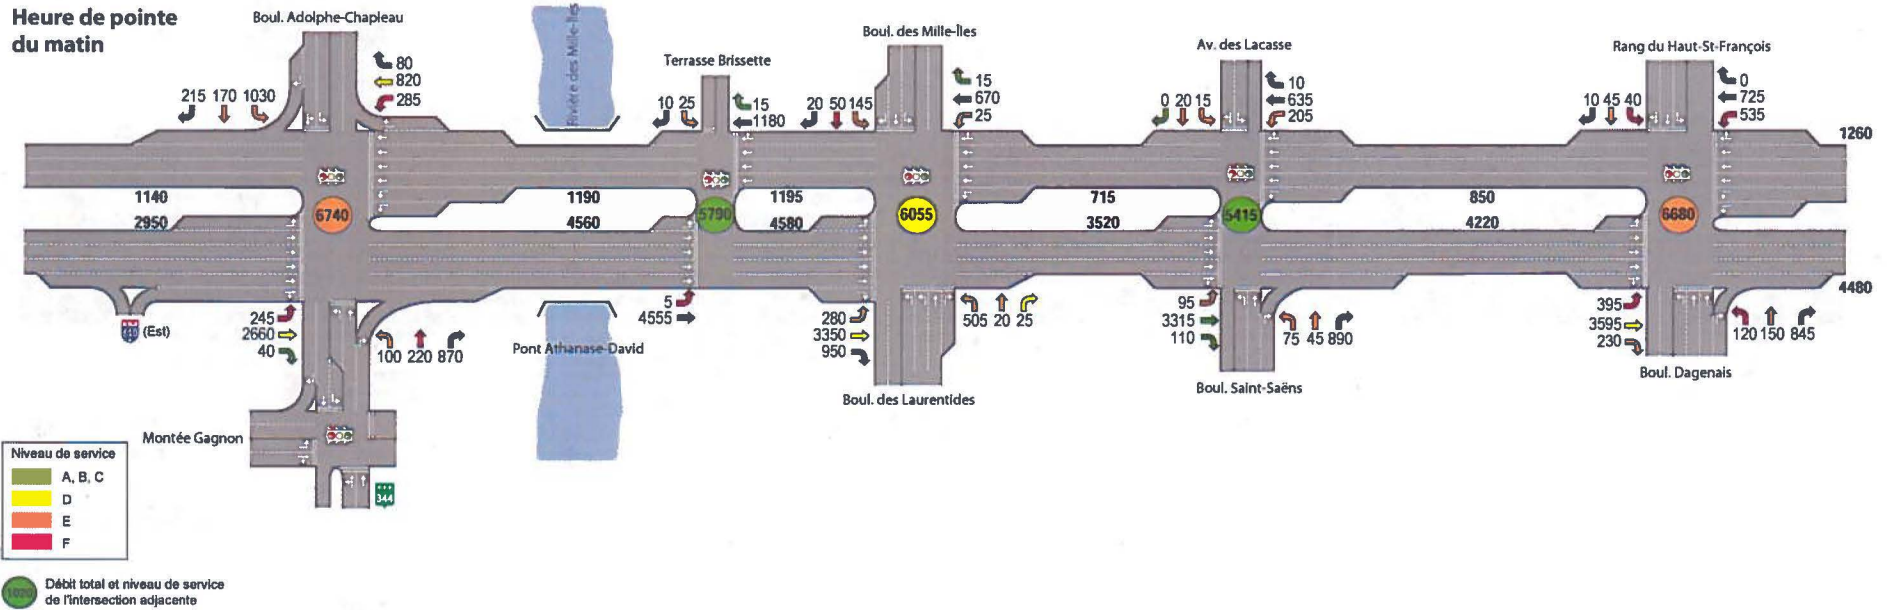 Heure de pointe
du matin
Boul. Adolphe-Chapleau
Rivière des Mille-Îles
Terrasse Brissette
Boul. des Mille-Îles
Av. des Lacasse
Rang du Haut-St-François
215 170 1030
80
820
285
10 25
15
1180
20 50 145
15
670
25
0 20 15
10
635
205
10 45 40
0
725
535
1260
1140
2950
6740
1190
4560
5790
1195
4580
6055
715
3520
5415
850
4220
6680
4480
(Est)
245
2660
40
100 220 870
5
4555
280
3350
950
505 20 25
95
3315
110
75 45 890
395
3595
230
120 150 845
Pont Athanase-David
Boul. des Laurentides
Boul. Saint-Saëns
Boul. Dagenais
Montée Gagnon
344
Niveau de service
A, B, C
D
E
F
1020
Débit total et niveau de service
de l'intersection adjacente